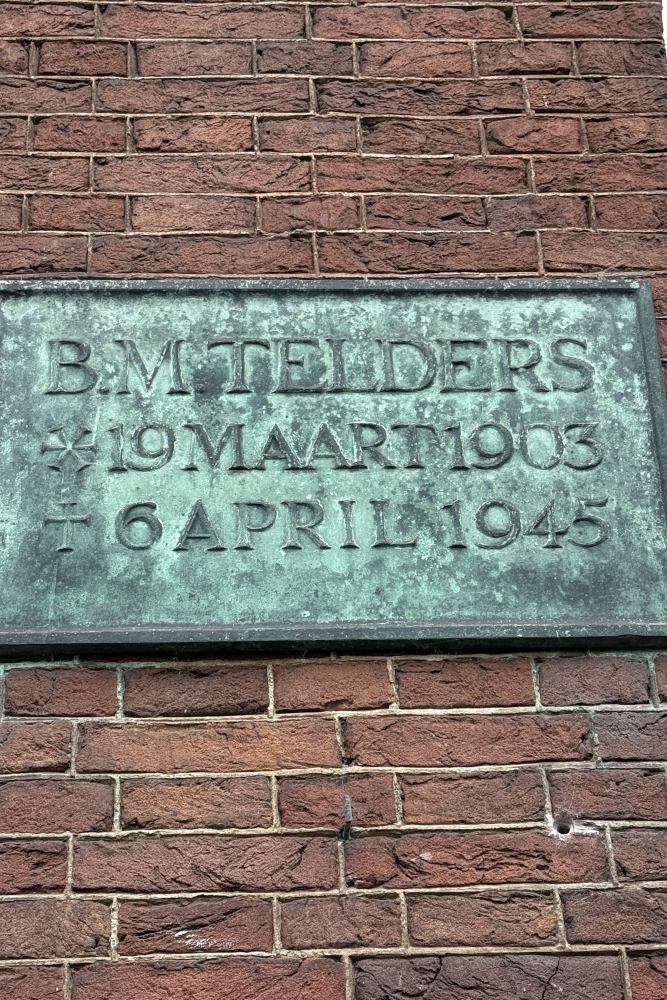 B.M. TELDERS
* 19 MAART 1903
† 6 APRIL 1945